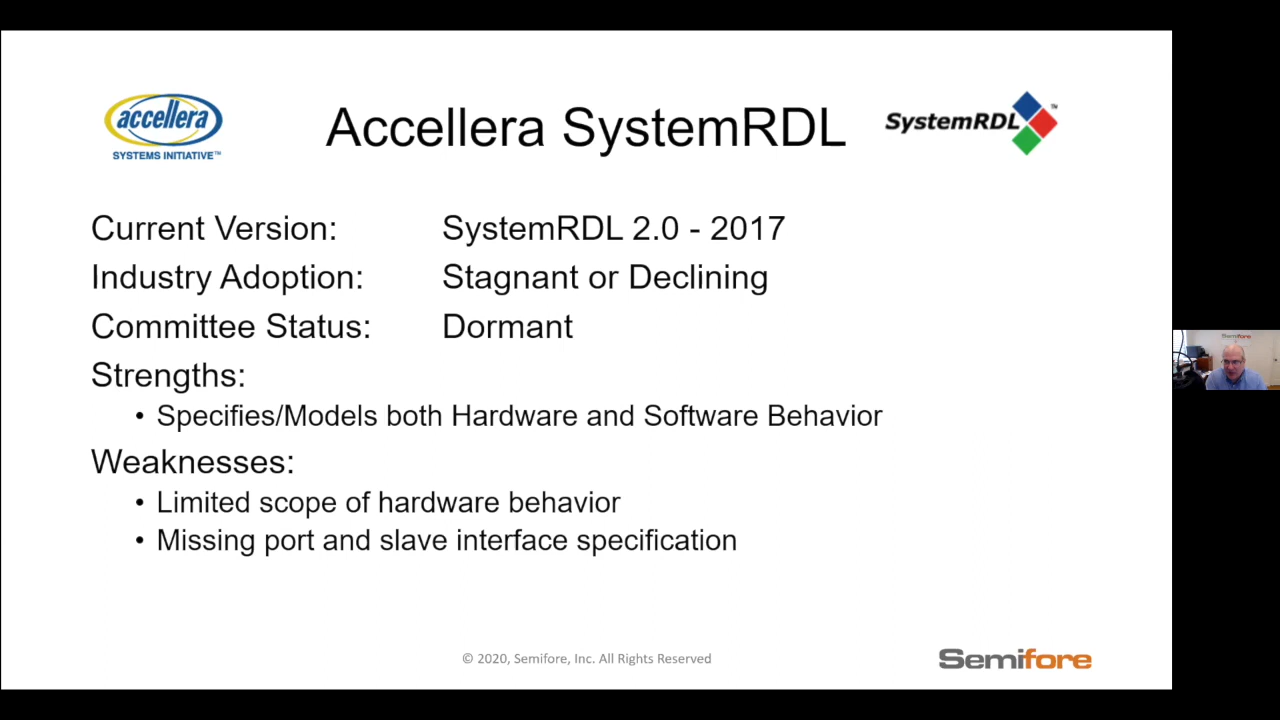 accellera
SYSTEMS INITIATIVE™
Accellera SystemRDL
SystemRDL™
Current Version: SystemRDL 2.0 - 2017
Industry Adoption: Stagnant or Declining
Committee Status: Dormant
Strengths:
• Specifies/Models both Hardware and Software Behavior
Weaknesses:
• Limited scope of hardware behavior
• Missing port and slave interface specification
© 2020, Semifore, Inc. All Rights Reserved
Semifore
Semifore